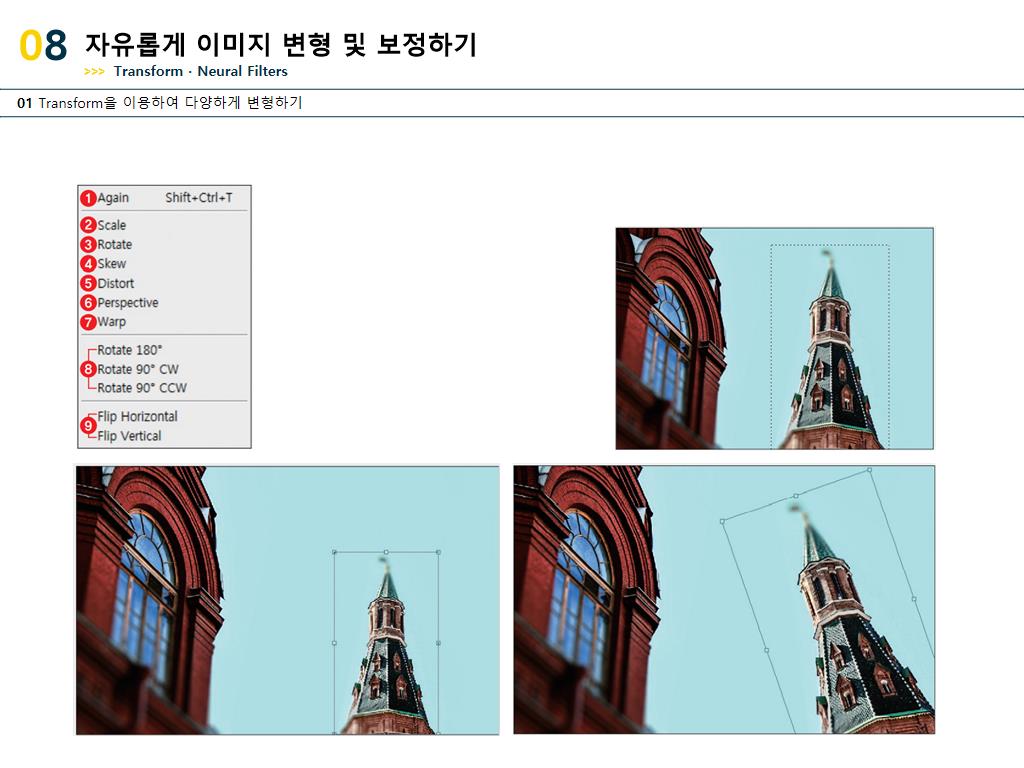 08 자유롭게 이미지 변형 및 보정하기
>>> Transform · Neural Filters
01 Transform을 이용하여 다양하게 변형하기
1 Again Shift+Ctrl+T
2 Scale
3 Rotate
4 Skew
5 Distort
6 Perspective
7 Warp
Rotate 180°
8 Rotate 90° CW
Rotate 90° CCW
9 Flip Horizontal
Flip Vertical